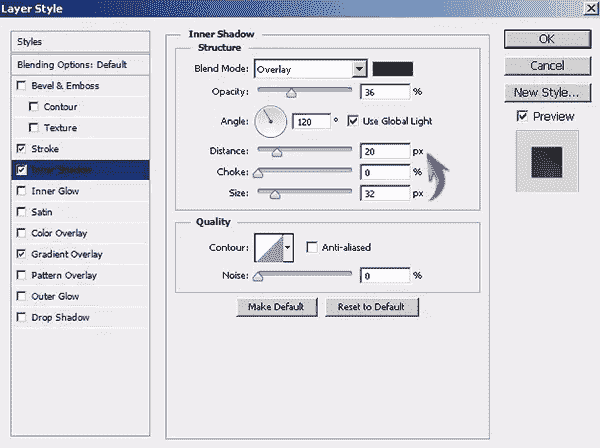 Layer Style
Styles
Blending Options: Default
Bevel & Emboss
Contour
Texture
Stroke
Inner Shadow
Inner Glow
Satin
Color Overlay
Gradient Overlay
Pattern Overlay
Outer Glow
Drop Shadow
Inner Shadow
Structure
Blend Mode: Overlay
Opacity: 36 %
Angle: 120 ° Use Global Light
Distance: 20 px
Choke: 0 %
Size: 32 px
Quality
Contour: Anti-aliased
Noise: 0 %
Make Default Reset to Default
OK
Cancel
New Style...
Preview